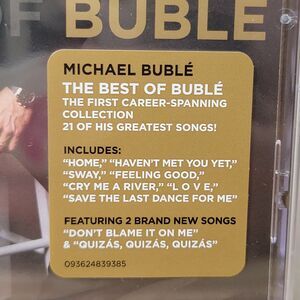 OF BUBLÉ
MICHAEL BUBLÉ
THE BEST OF BUBLÉ
THE FIRST CAREER-SPANNING
COLLECTION
21 OF HIS GREATEST SONGS!
INCLUDES:
“HOME,” “HAVEN’T MET YOU YET,”
“SWAY,” “FEELING GOOD,”
“CRY ME A RIVER,” “L O V E,”
“SAVE THE LAST DANCE FOR ME”
FEATURING 2 BRAND NEW SONGS
“DON’T BLAME IT ON ME”
& “QUIZÁS, QUIZÁS, QUIZÁS”
093624839385